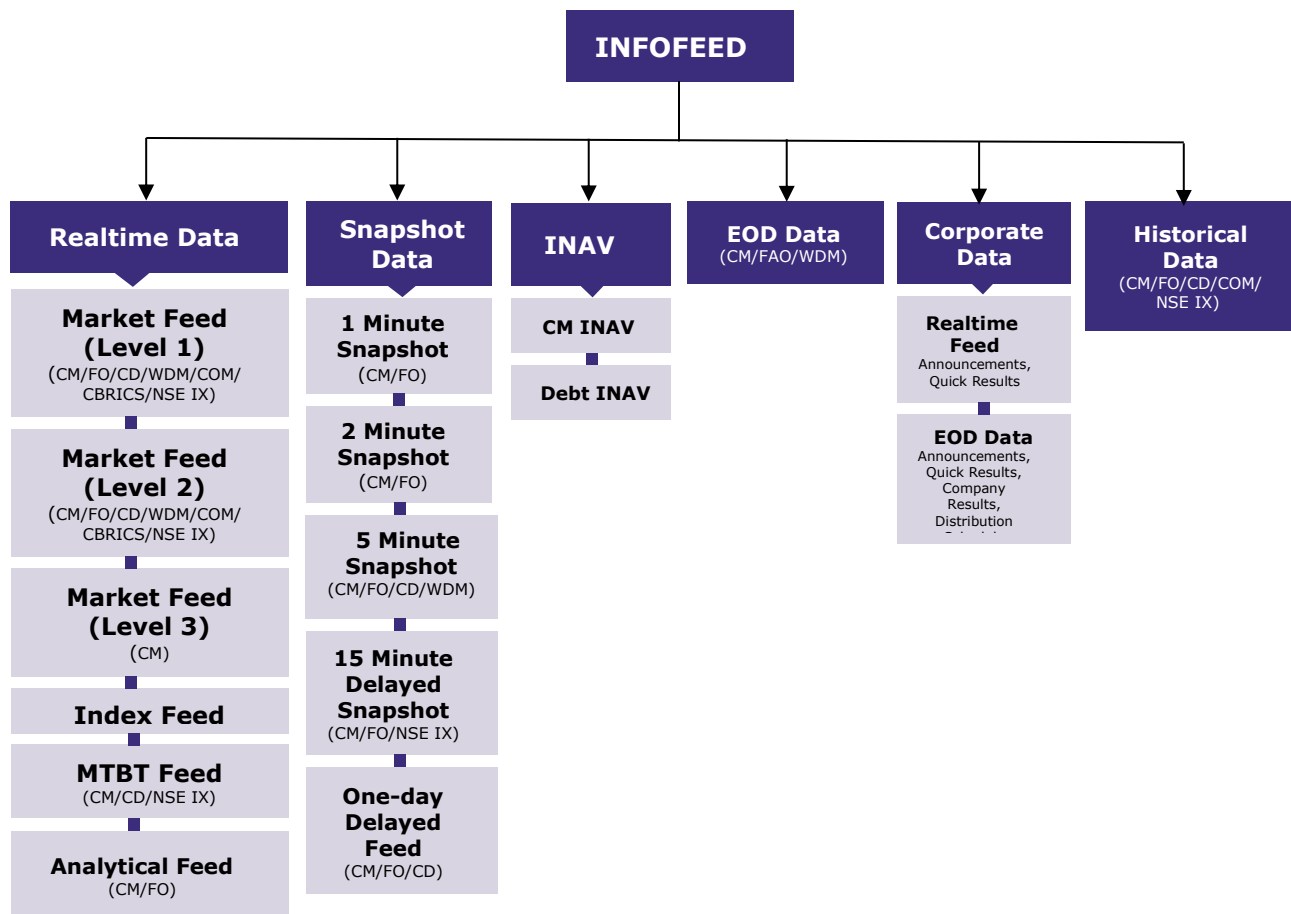 INFOFEED
Realtime Data
Market Feed
(Level 1)
(CM/FO/CD/WDM/COM/
CBRICS/NSE IX)
Market Feed
(Level 2)
(CM/FO/CD/WDM/COM/
CBRICS/NSE IX)
Market Feed
(Level 3)
(CM)
Index Feed
MTBT Feed
(CM/CD/NSE IX)
Analytical Feed
(CM/FO)
Snapshot
Data
1 Minute
Snapshot
(CM/FO)
2 Minute
Snapshot
(CM/FO)
5 Minute
Snapshot
(CM/FO/CD/WDM)
15 Minute
Delayed
Snapshot
(CM/FO/NSE IX)
One-day
Delayed
Feed
(CM/FO/CD)
INAV
CM INAV
Debt INAV
EOD Data
(CM/FAO/WDM)
Corporate
Data
Realtime
Feed
Announcements,
Quick Results
EOD Data
Announcements,
Quick Results,
Company
Results,
Distribution
Historical
Data
(CM/FO/CD/COM/
NSE IX)